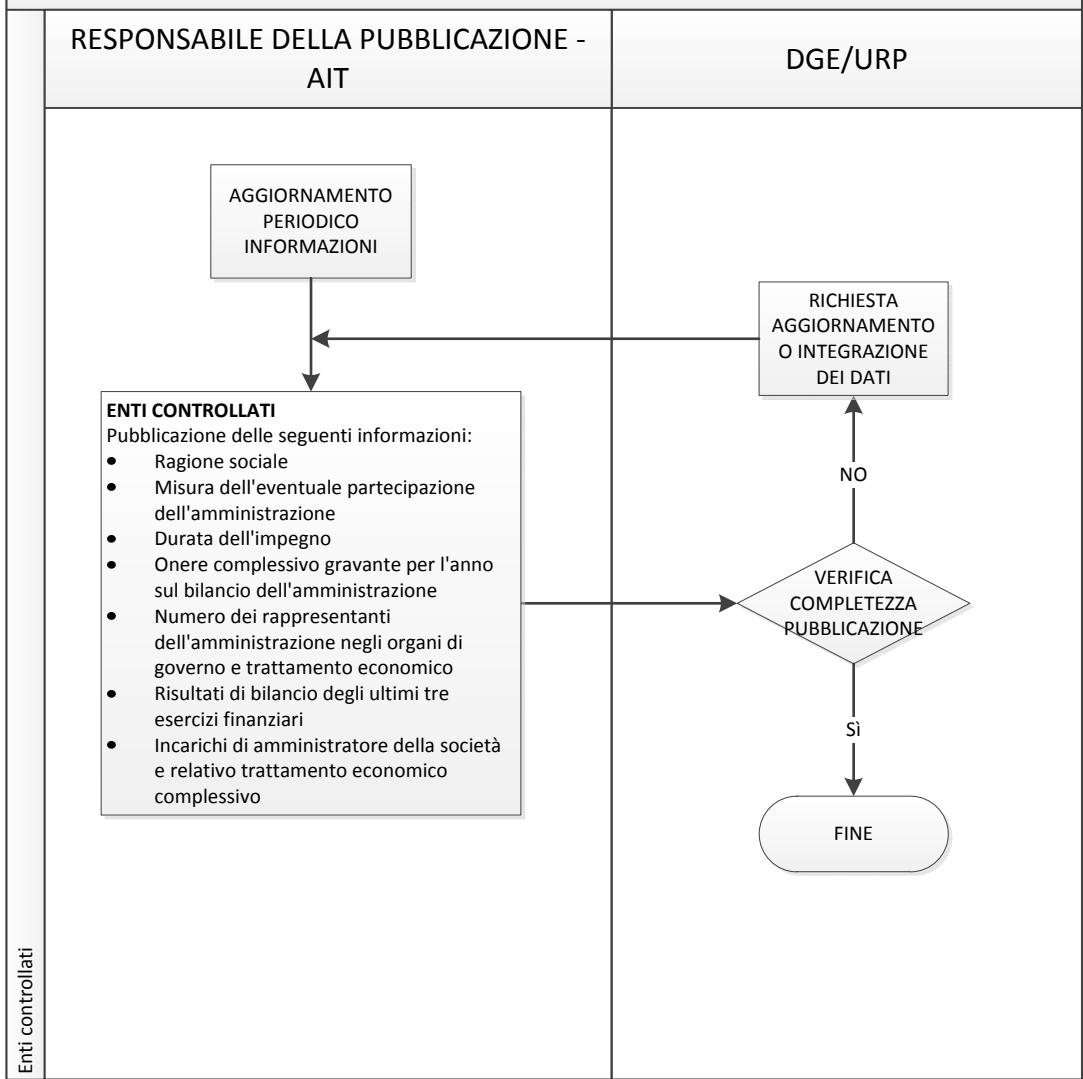 RESPONSABILE DELLA PUBBLICAZIONE -
AIT
DGE/URP
AGGIORNAMENTO
PERIODICO
INFORMAZIONI
RICHIESTA
AGGIORNAMENTO
O INTEGRAZIONE
DEI DATI
ENTI CONTROLLATI
Pubblicazione delle seguenti informazioni:
• Ragione sociale
• Misura dell'eventuale partecipazione
dell'amministrazione
• Durata dell'impegno
• Onere complessivo gravante per l'anno
sul bilancio dell'amministrazione
• Numero dei rappresentanti
dell'amministrazione negli organi di
governo e trattamento economico
• Risultati di bilancio degli ultimi tre
esercizi finanziari
• Incarichi di amministratore della società
e relativo trattamento economico
complessivo
NO
VERIFICA
COMPLETEZZA
PUBBLICAZIONE
Sì
FINE
Enti controllati